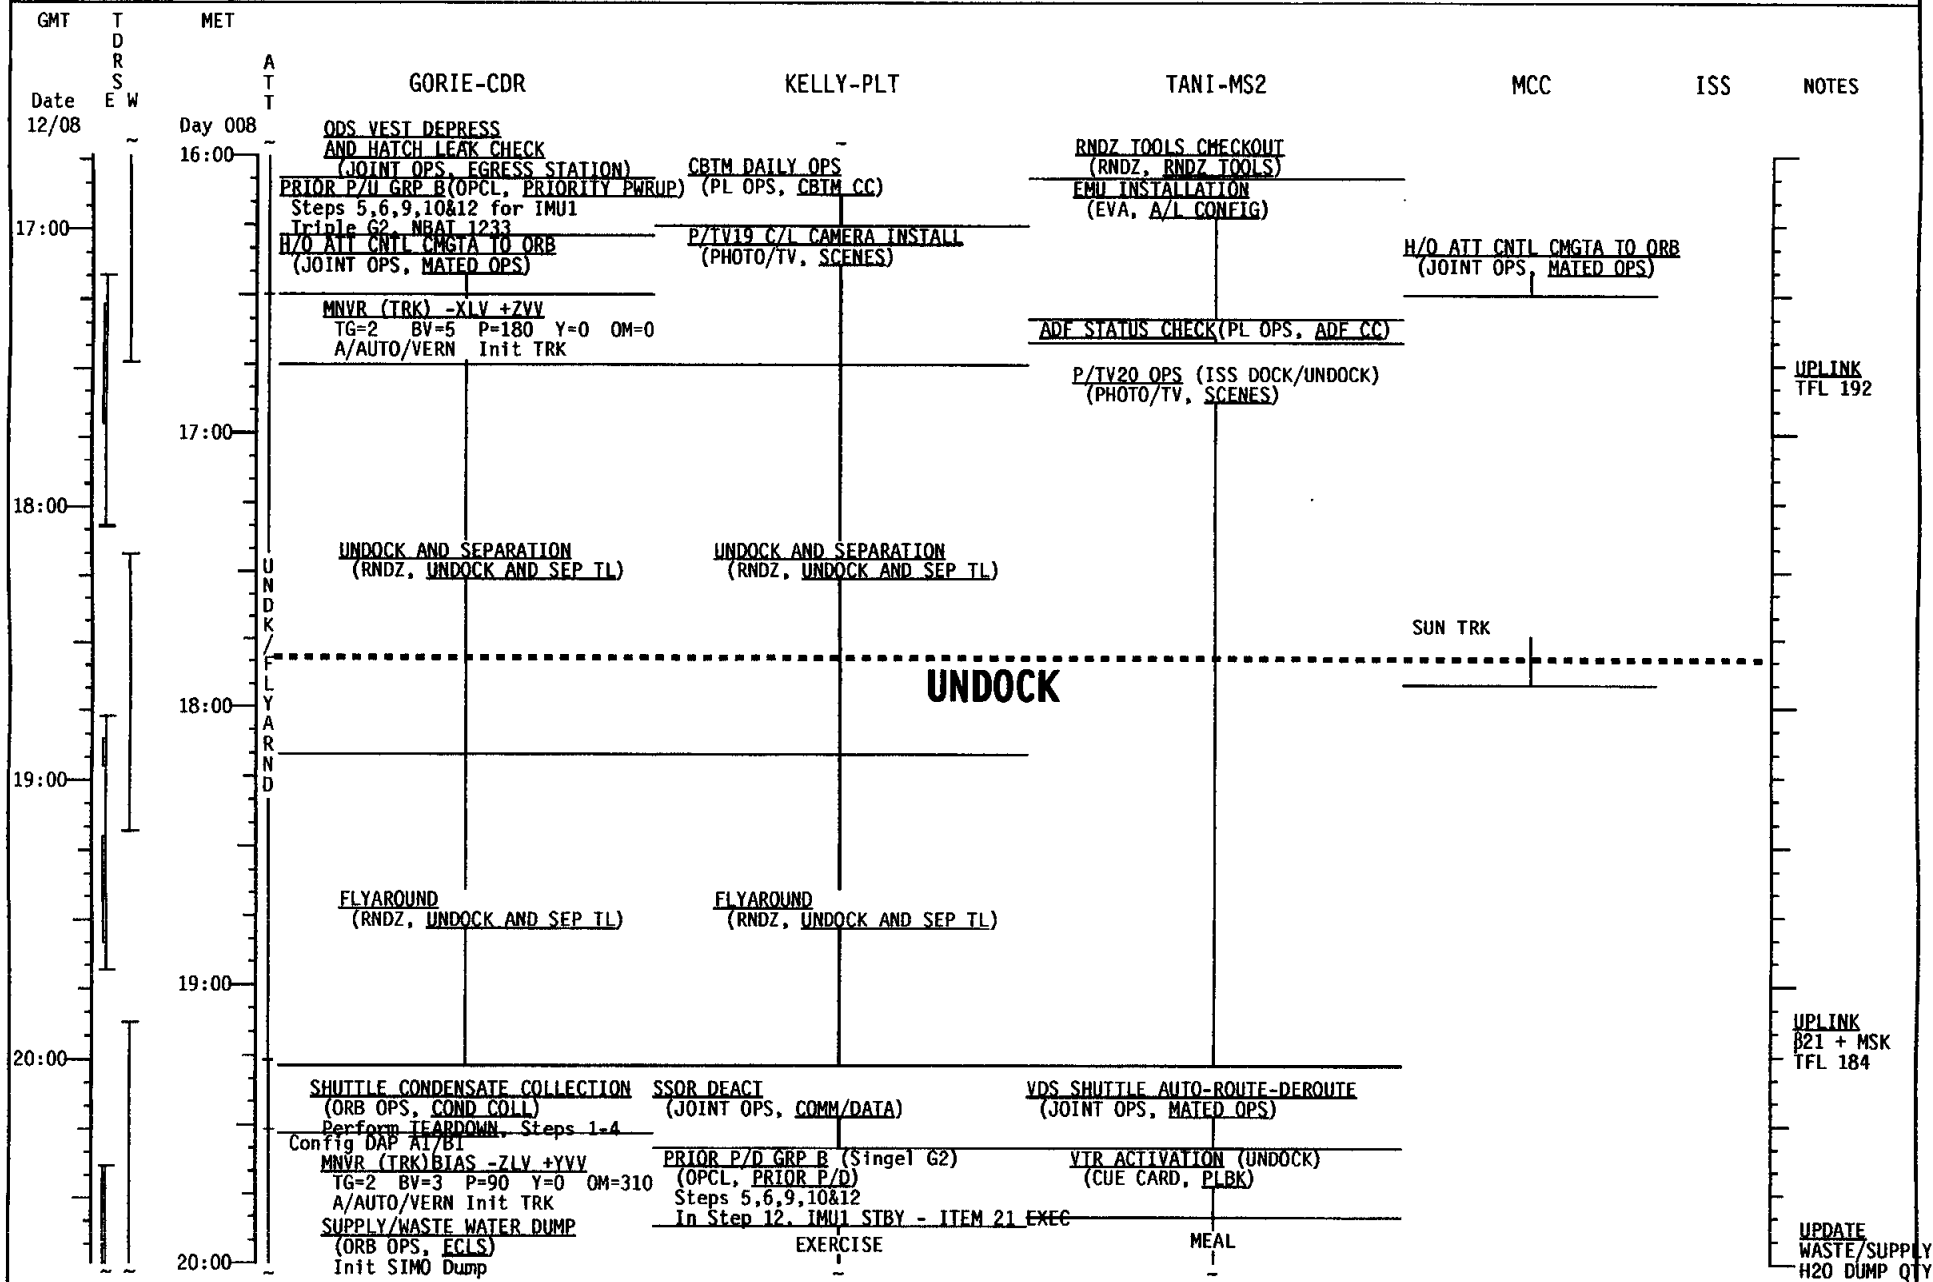 GMT
TDRS
MET
ATT
GORIE-CDR
KELLY-PLT
TANI-MS2
MCC
ISS
NOTES
Date
E W
12/08
Day 008
16:00
17:00
18:00
19:00
20:00
17:00
18:00
19:00
20:00
UNDK/FLYARND
ODS VEST DEPRESS
AND HATCH LEAK CHECK
(JOINT OPS, EGRESS STATION)
PRIOR P/U GRP B(OPCL, PRIORITY PWRUP)
Steps 5,6,9,10&12 for IMU1
Triple G2, NBAT 1233
H/O ATT CNTL CMGTA TO ORB
(JOINT OPS, MATED OPS)
MNVR (TRK) -XLV +ZVV
TG=2 BV=5 P=180 Y=0 OM=0
A/AUTO/VERN Init TRK
UNDOCK AND SEPARATION
(RNDZ, UNDOCK AND SEP TL)
FLYAROUND
(RNDZ, UNDOCK AND SEP TL)
SHUTTLE CONDENSATE COLLECTION
(ORB OPS, COND COLL)
Perform TEARDOWN, Steps 1-4
Config DAP A1/B1
MNVR (TRK)BIAS -ZLV +YVV
TG=2 BV=3 P=90 Y=0 OM=310
A/AUTO/VERN Init TRK
SUPPLY/WASTE WATER DUMP
(ORB OPS, ECLS)
Init SIMO Dump
CBTM DAILY OPS
(PL OPS, CBTM CC)
P/TV19 C/L CAMERA INSTALL
(PHOTO/TV, SCENES)
UNDOCK AND SEPARATION
(RNDZ, UNDOCK AND SEP TL)
UNDOCK
FLYAROUND
(RNDZ, UNDOCK AND SEP TL)
SSOR DEACT
(JOINT OPS, COMM/DATA)
PRIOR P/D GRP B (Singel G2)
(OPCL, PRIOR P/D)
Steps 5,6,9,10&12
In Step 12, IMU1 STBY - ITEM 21 EXEC
EXERCISE
RNDZ TOOLS CHECKOUT
(RNDZ, RNDZ TOOLS)
EMU INSTALLATION
(EVA, A/L CONFIG)
ADF STATUS CHECK(PL OPS, ADF CC)
P/TV20 OPS (ISS DOCK/UNDOCK)
(PHOTO/TV, SCENES)
VDS SHUTTLE AUTO-ROUTE-DEROUTE
(JOINT OPS, MATED OPS)
VTR ACTIVATION (UNDOCK)
(CUE CARD, PLBK)
MEAL
H/O ATT CNTL CMGTA TO ORB
(JOINT OPS, MATED OPS)
SUN TRK
UPLINK
TFL 192
UPLINK
β21 + MSK
TFL 184
UPDATE
WASTE/SUPPLY
H2O DUMP QTY